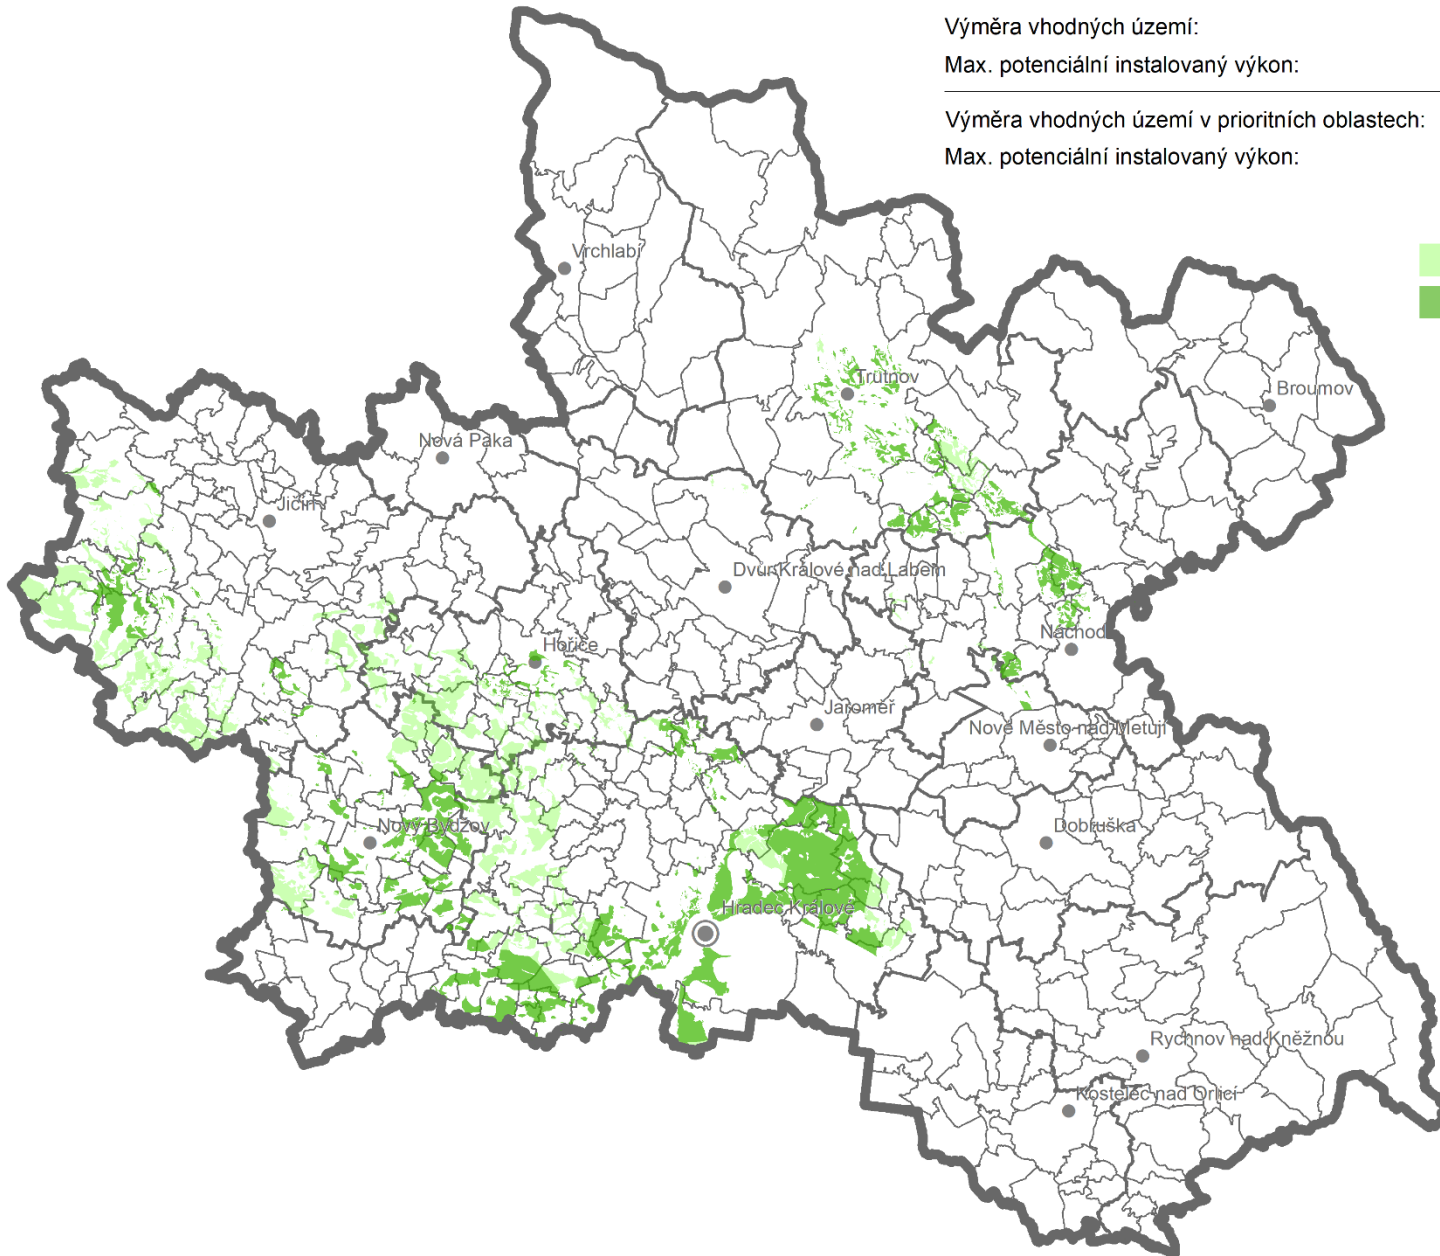 Výměra vhodných území:
Max. potenciální instalovaný výkon:
Výměra vhodných území v prioritních oblastech:
Max. potenciální instalovaný výkon:
Vrchlabí
Trutnov
Broumov
Nová Paka
Jičín
Dvůr Králové nad Labem
Náchod
Hořice
Jaroměř
Nové Město nad Metují
Nový Bydžov
Dobruška
Hradec Králové
Rychnov nad Kněžnou
Kostelec nad Orlicí